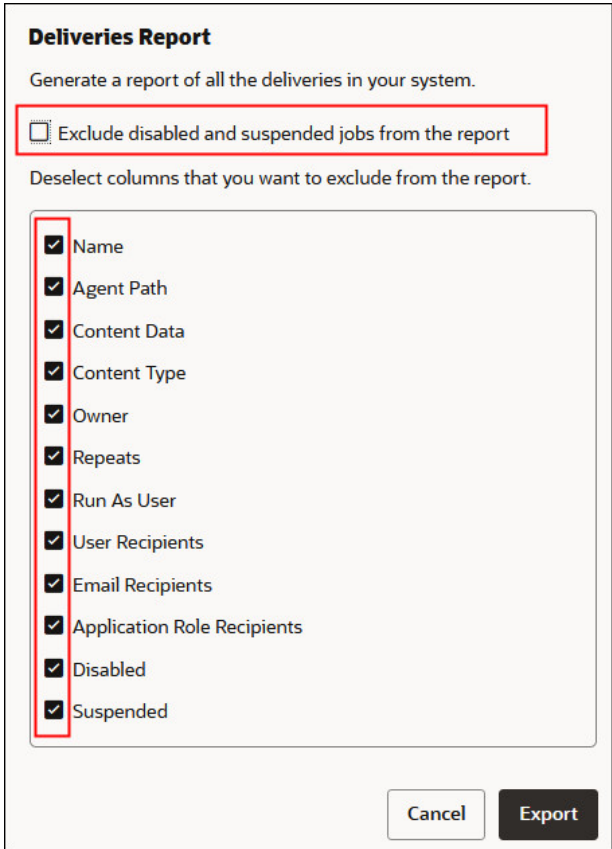 Deliveries Report
Generate a report of all the deliveries in your system.
Exclude disabled and suspended jobs from the report
Deselect columns that you want to exclude from the report.
Name
Agent Path
Content Data
Content Type
Owner
Repeats
Run As User
User Recipients
Email Recipients
Application Role Recipients
Disabled
Suspended
Cancel Export